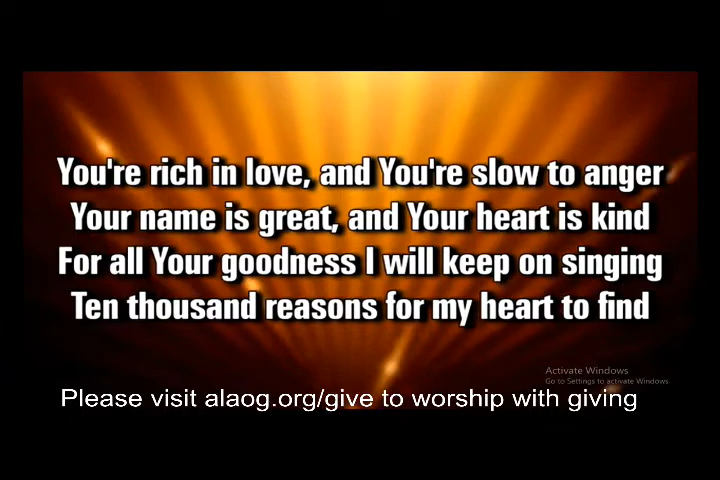 You're rich in love, and You're slow to anger
Your name is great, and Your heart is kind
For all Your goodness I will keep on singing
Ten thousand reasons for my heart to find
Activate Windows
Go to Settings to activate Windows
Please visit alaog.org/give to worship with giving